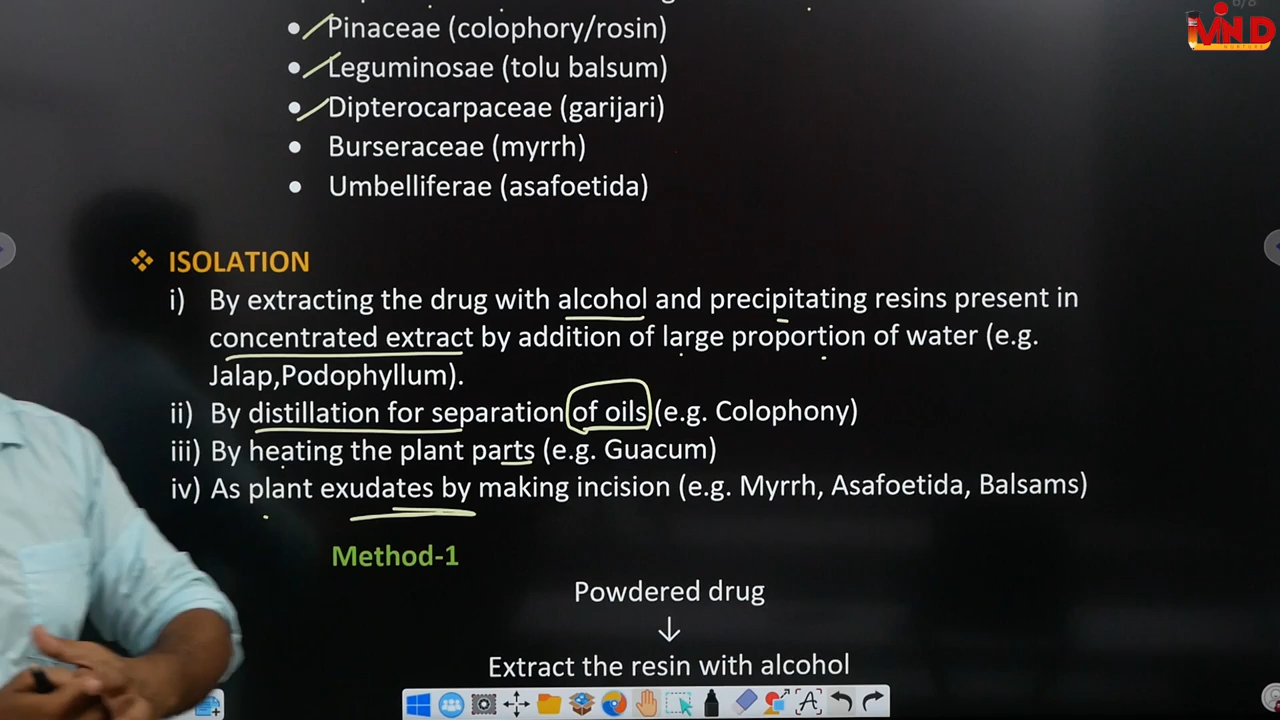 6/8
• Pinaceae (colophory/rosin)
• Leguminosae (tolu balsum)
• Dipterocarpaceae (garijari)
• Burseraceae (myrrh)
• Umbelliferae (asafoetida)
❖ ISOLATION
i) By extracting the drug with alcohol and precipitating resins present in
concentrated extract by addition of large proportion of water (e.g.
Jalap,Podophyllum).
ii) By distillation for separation of oils (e.g. Colophony)
iii) By heating the plant parts (e.g. Guacum)
iv) As plant exudates by making incision (e.g. Myrrh, Asafoetida, Balsams)
Method-1
Powdered drug
↓
Extract the resin with alcohol